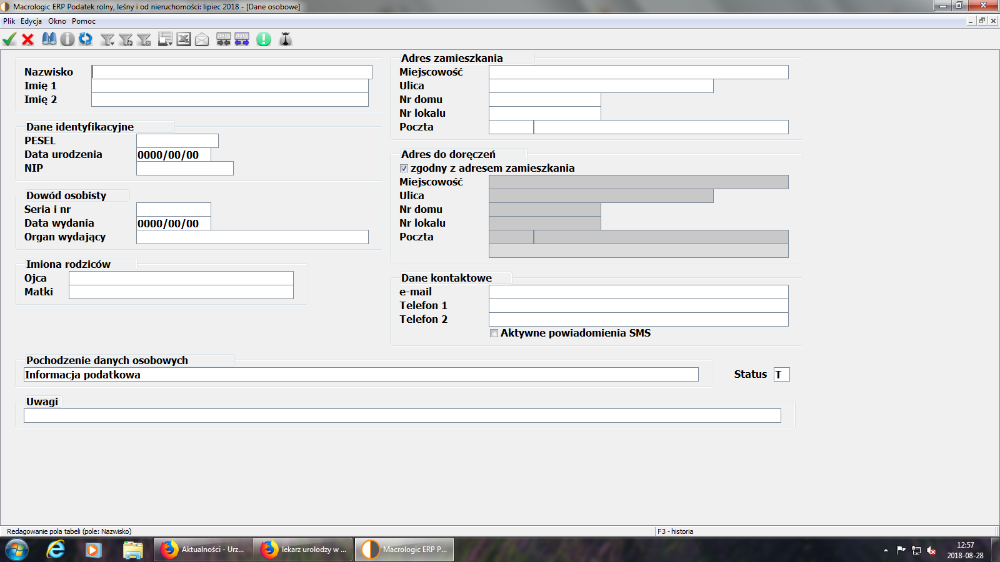 Macrologic ERP Podatek rolny, leśny i od nieruchomości: lipiec 2018 - [Dane osobowe]
Plik Edycja Okno Pomoc
Nazwisko
Imię 1
Imię 2
Dane identyfikacyjne
PESEL
Data urodzenia 0000/00/00
NIP
Dowód osobisty
Seria i nr
Data wydania 0000/00/00
Organ wydający
Imiona rodziców
Ojca
Matki
Adres zamieszkania
Miejscowość
Ulica
Nr domu
Nr lokalu
Poczta
Adres do doręczeń
zgodny z adresem zamieszkania
Miejscowość
Ulica
Nr domu
Nr lokalu
Poczta
Dane kontaktowe
e-mail
Telefon 1
Telefon 2
Aktywne powiadomienia SMS
Pochodzenie danych osobowych
Informacja podatkowa
Status T
Uwagi
Redagowanie pola tabeli (pole: Nazwisko)
F3 - historia
Aktualności - Urz...
lekarz urolodzy w ...
Macrologic ERP P...
12:57
2018-08-28